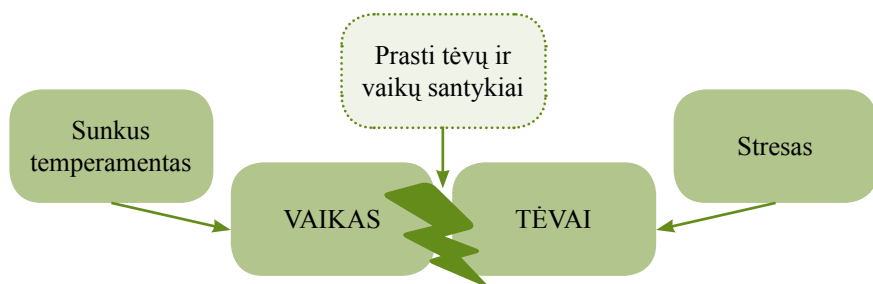 Prasti tėvų ir
vaikų santykiai
Sunkus
temperamentas
Stresas
VAIKAS
TĖVAI